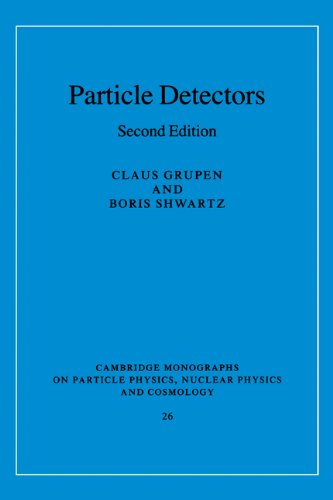 Particle Detectors
Second Edition
CLAUS GRUPEN
AND
BORIS SHWARTZ
CAMBRIDGE MONOGRAPHS
ON PARTICLE PHYSICS, NUCLEAR PHYSICS
AND COSMOLOGY
26